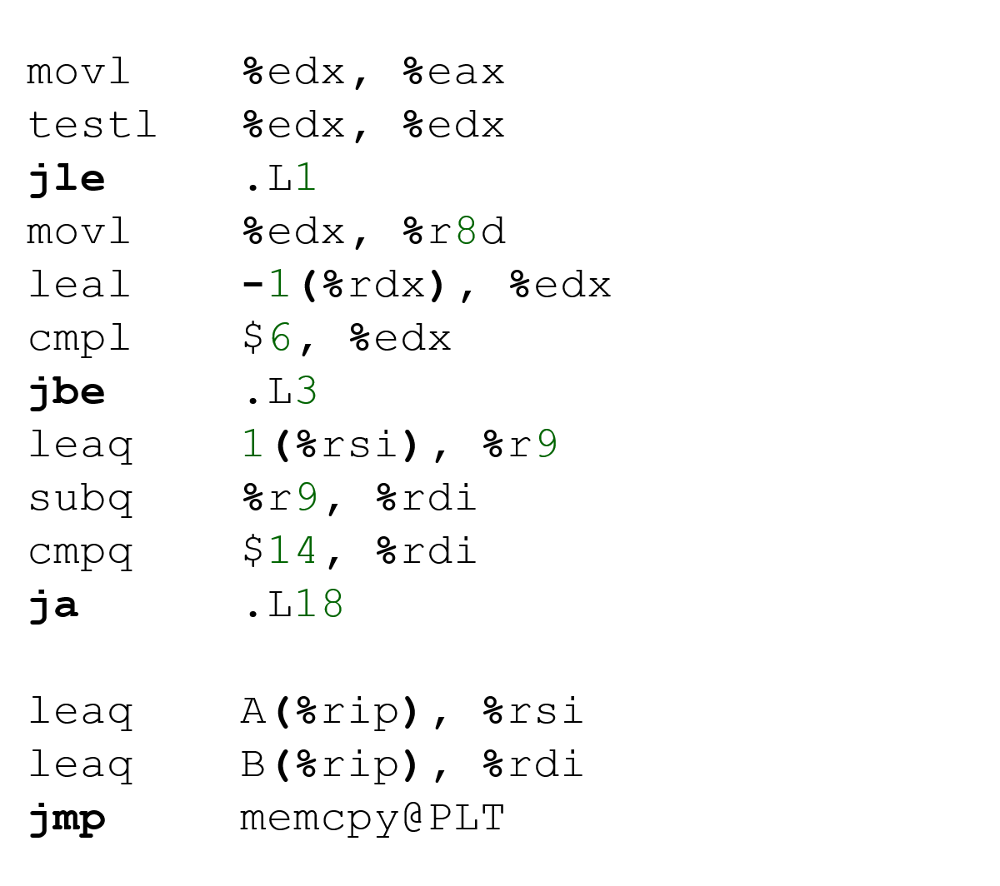 movl %edx, %eax
testl %edx, %edx
jle .L1
movl %edx, %r8d
leal -1(%rdx), %edx
cmpl $6, %edx
jbe .L3
leaq 1(%rsi), %r9
subq %r9, %rdi
cmpq $14, %rdi
ja .L18
leaq A(%rip), %rsi
leaq B(%rip), %rdi
jmp memcpy@PLT